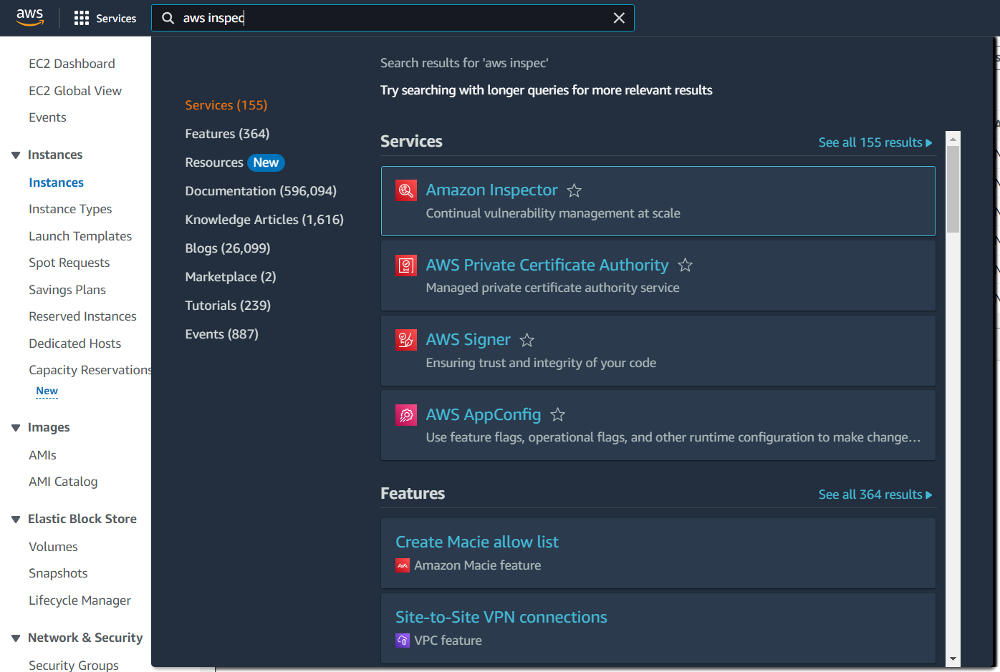 aws
Services
aws inspec
EC2 Dashboard
EC2 Global View
Events
Instances
Instances
Instance Types
Launch Templates
Spot Requests
Savings Plans
Reserved Instances
Dedicated Hosts
Capacity Reservations
New
Images
AMIs
AMI Catalog
Elastic Block Store
Volumes
Snapshots
Lifecycle Manager
Network & Security
Security Groups
Services (155)
Features (364)
Resources New
Documentation (596,094)
Knowledge Articles (1,616)
Blogs (26,099)
Marketplace (2)
Tutorials (239)
Events (887)
Search results for 'aws inspec'
Try searching with longer queries for more relevant results
Services
See all 155 results
Amazon Inspector
Continual vulnerability management at scale
AWS Private Certificate Authority
Managed private certificate authority service
AWS Signer
Ensuring trust and integrity of your code
AWS AppConfig
Use feature flags, operational flags, and other runtime configuration to make change…
Features
See all 364 results
Create Macie allow list
Amazon Macie feature
Site-to-Site VPN connections
VPC feature